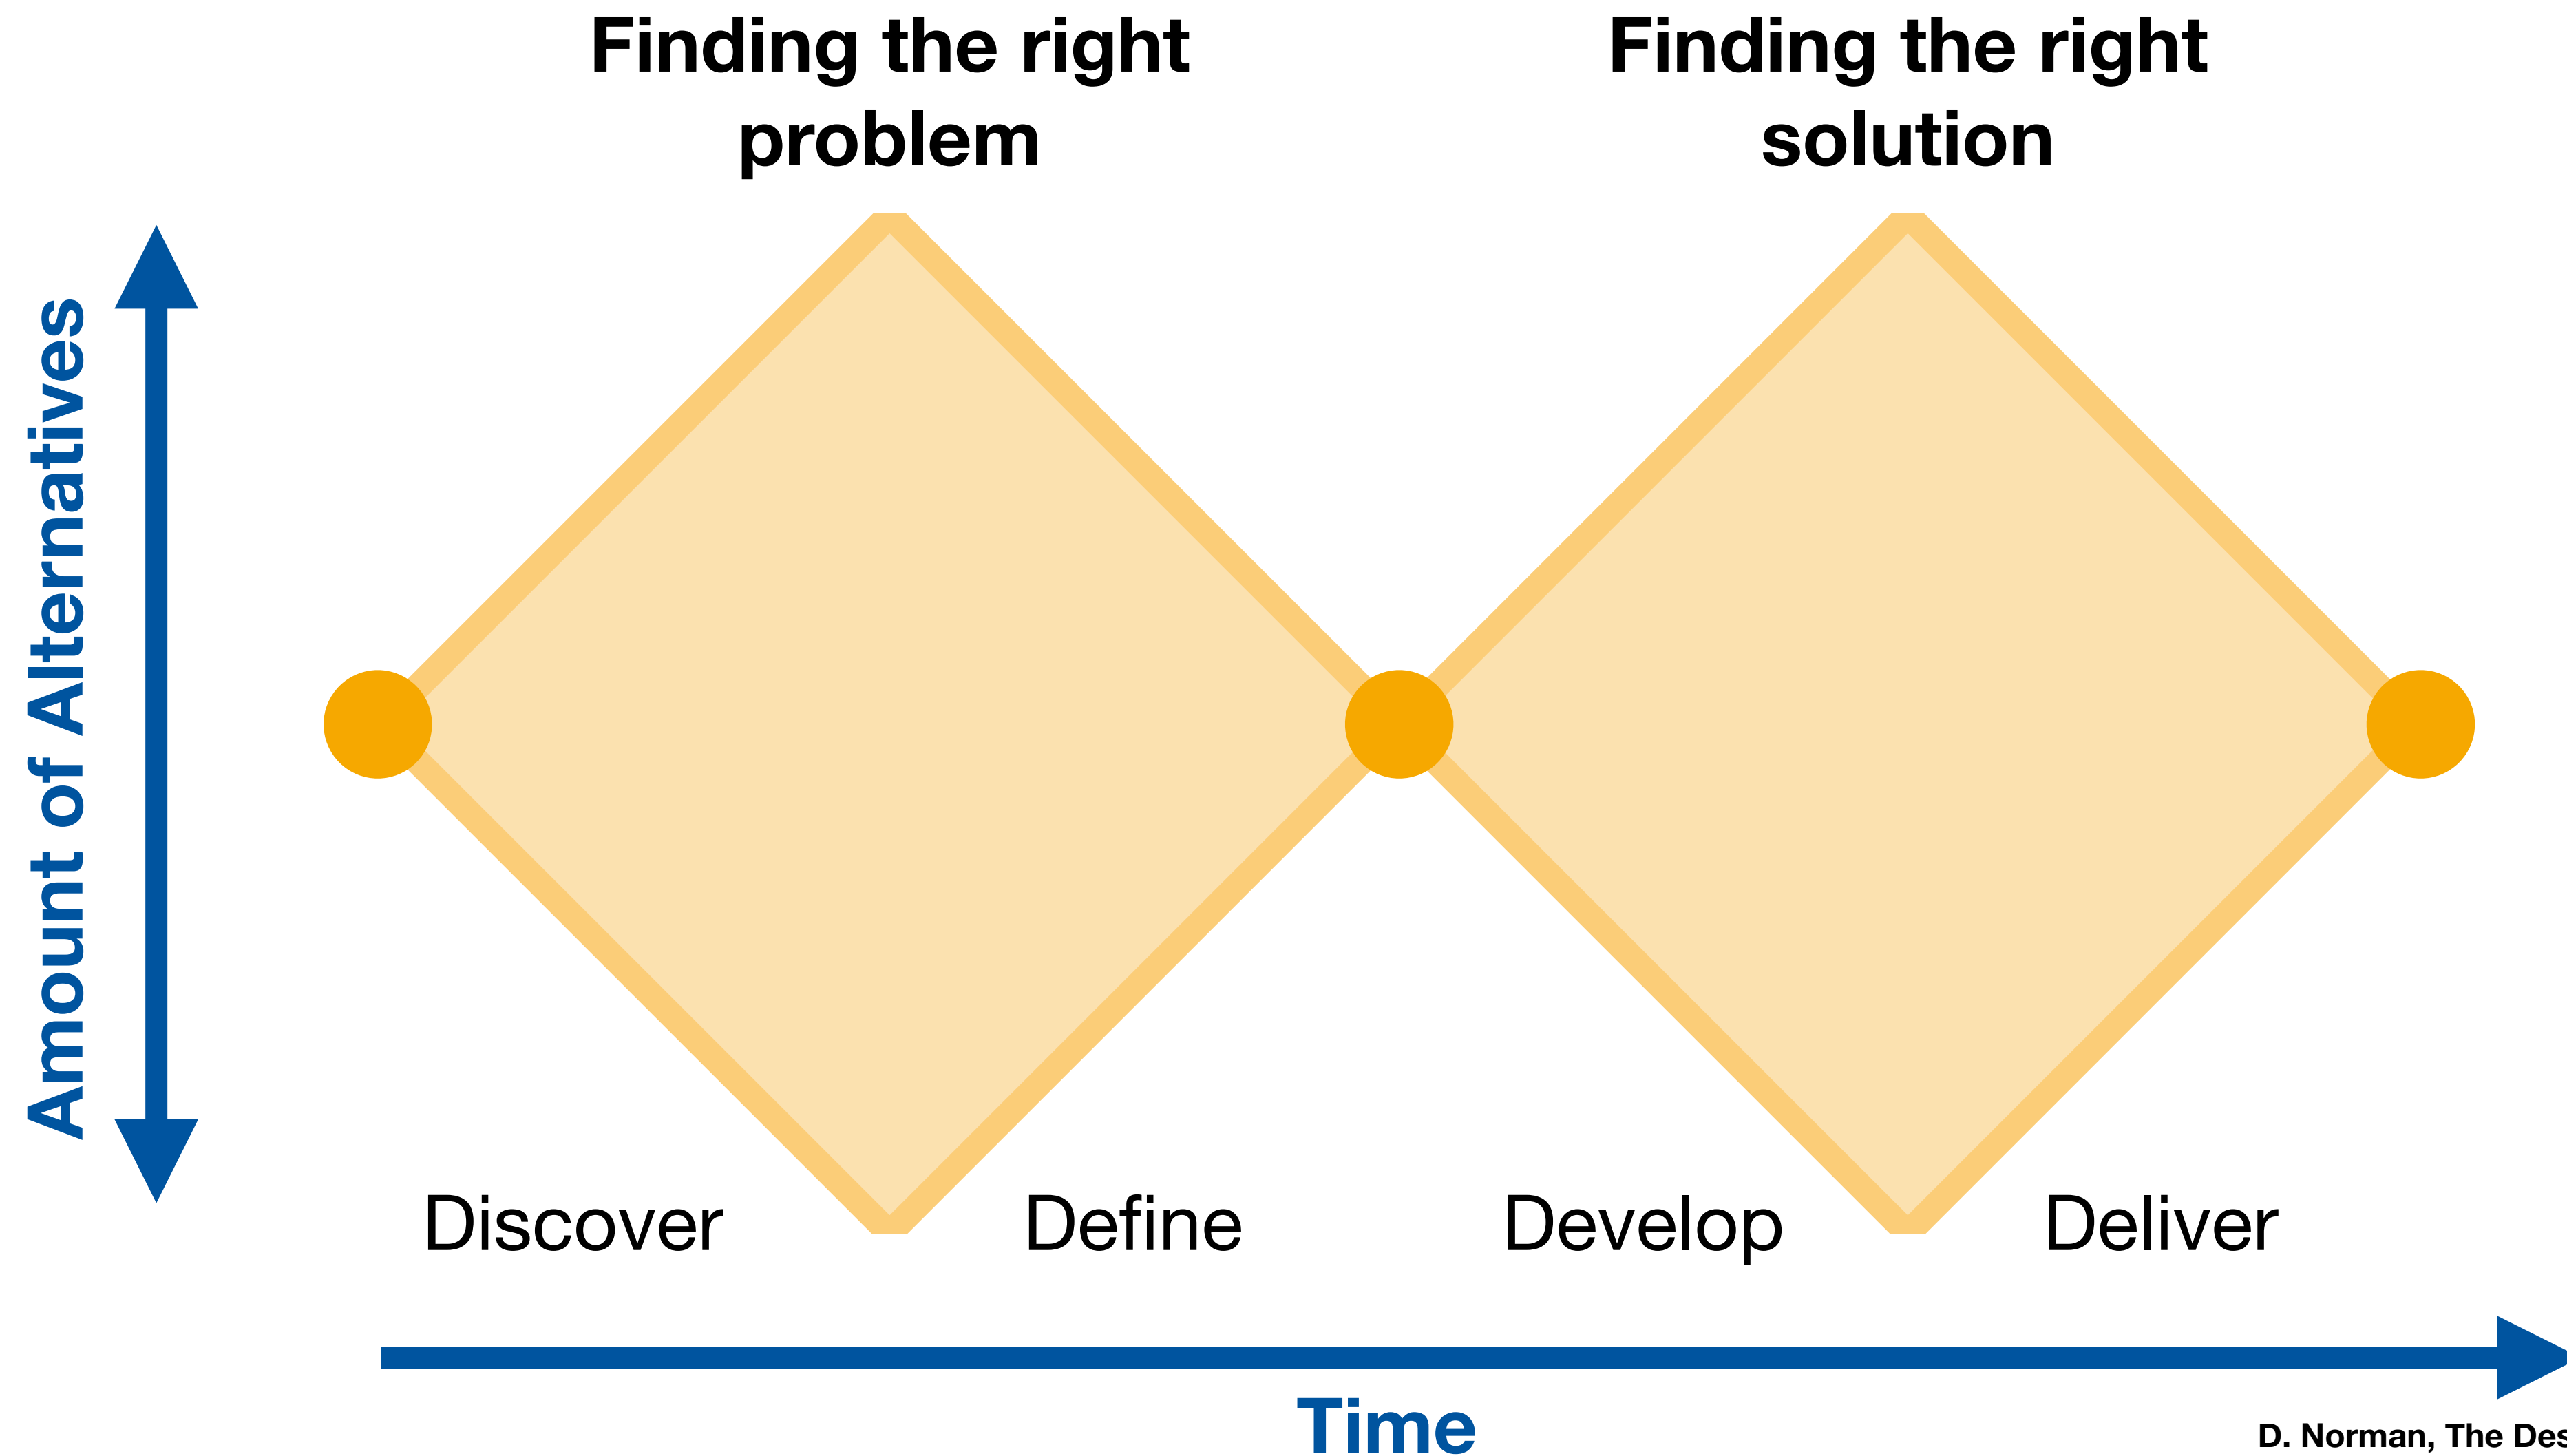 Finding the right
problem
Finding the right
solution
Amount of Alternatives
Discover
Define
Develop
Deliver
Time
D. Norman, The Des